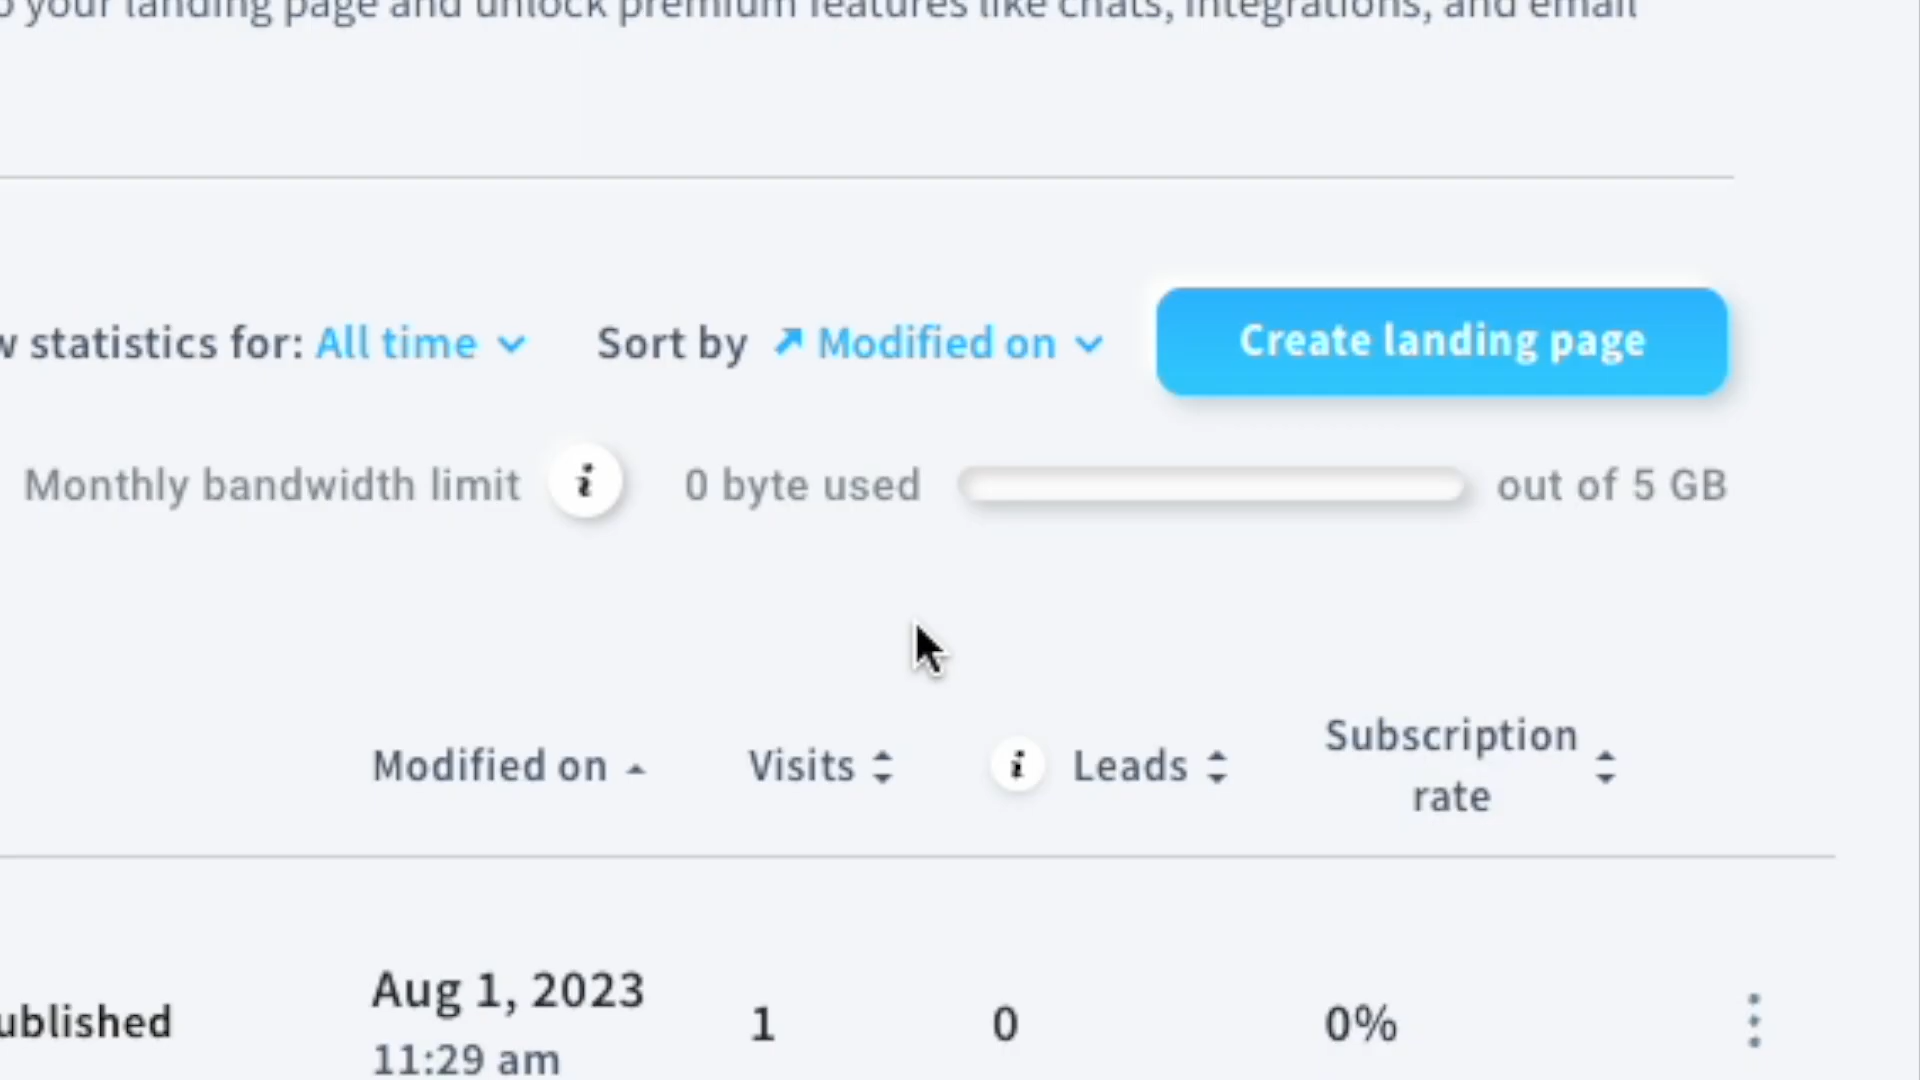 your landing page and unlock premium features like chats, integrations, and email
statistics for: All time Sort by Modified on Create landing page
Monthly bandwidth limit i 0 byte used out of 5 GB
Modified on Visits i Leads Subscription
rate
ublished Aug 1, 2023 1 0 0%
11:29 am